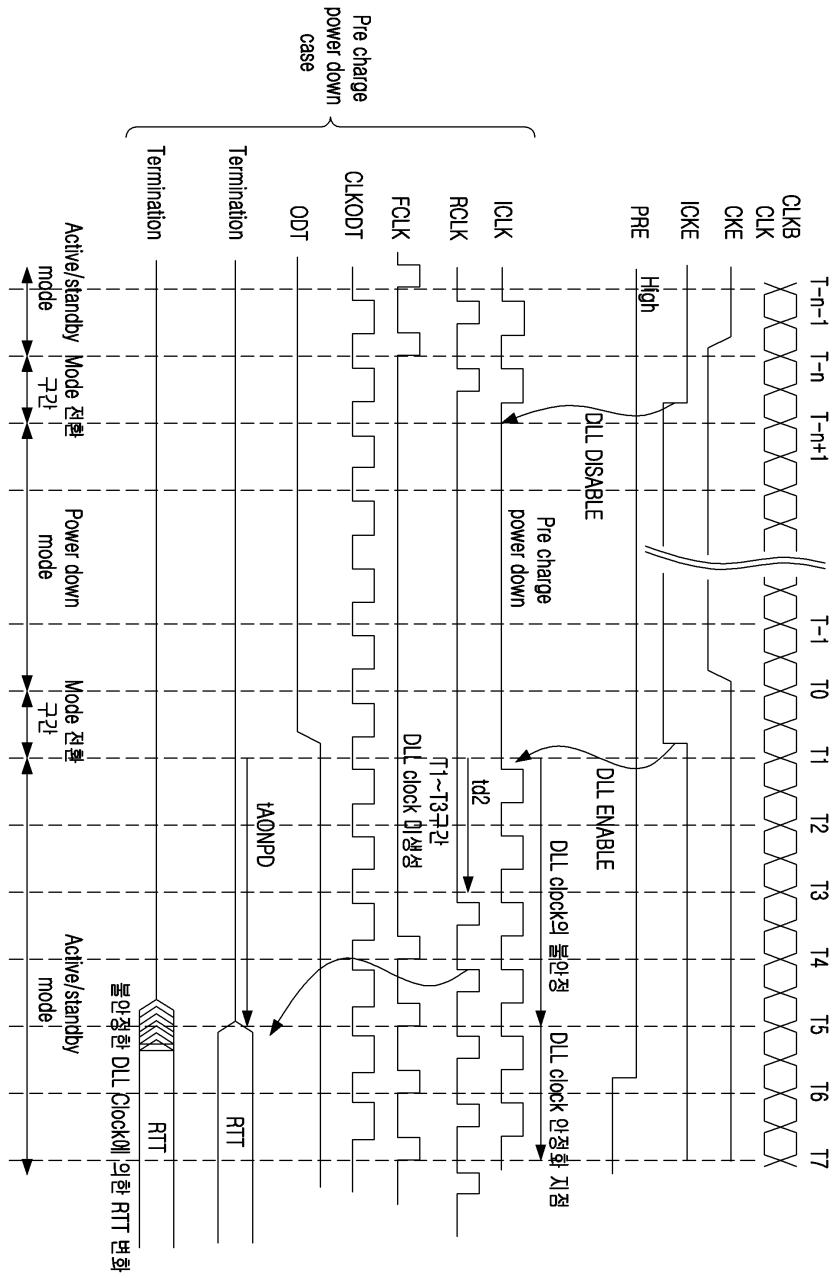 T-n-1
T-n
T-n+1
T-1
T0
T1
T2
T3
T4
T5
T6
T7
CLKB
CLK
CKE
ICKE
PRE
High
DLL DISABLE
DLL ENABLE
Pre charge
power down
DLL clock의 불안정
DLL clock 안정화 지점
ICLK
RCLK
td2
T1~T3구간
DLL clock 미생성
FCLK
CLKODT
ODT
tAONPD
Termination
RTT
Termination
RTT
불안정한 DLL Clock에 의한 RTT 변화
Pre charge
power down
case
Active/standby
mode
Mode 전환
구간
Power down
mode
Mode 전환
구간
Active/standby
mode